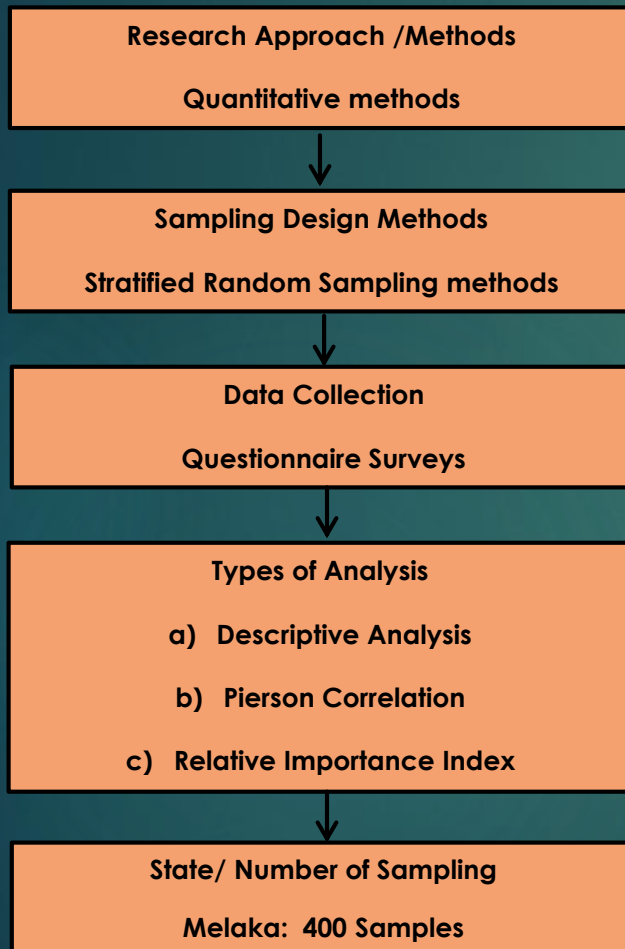 Research Approach /Methods
Quantitative methods
Sampling Design Methods
Stratified Random Sampling methods
Data Collection
Questionnaire Surveys
Types of Analysis
a) Descriptive Analysis
b) Pierson Correlation
c) Relative Importance Index
State/ Number of Sampling
Melaka: 400 Samples